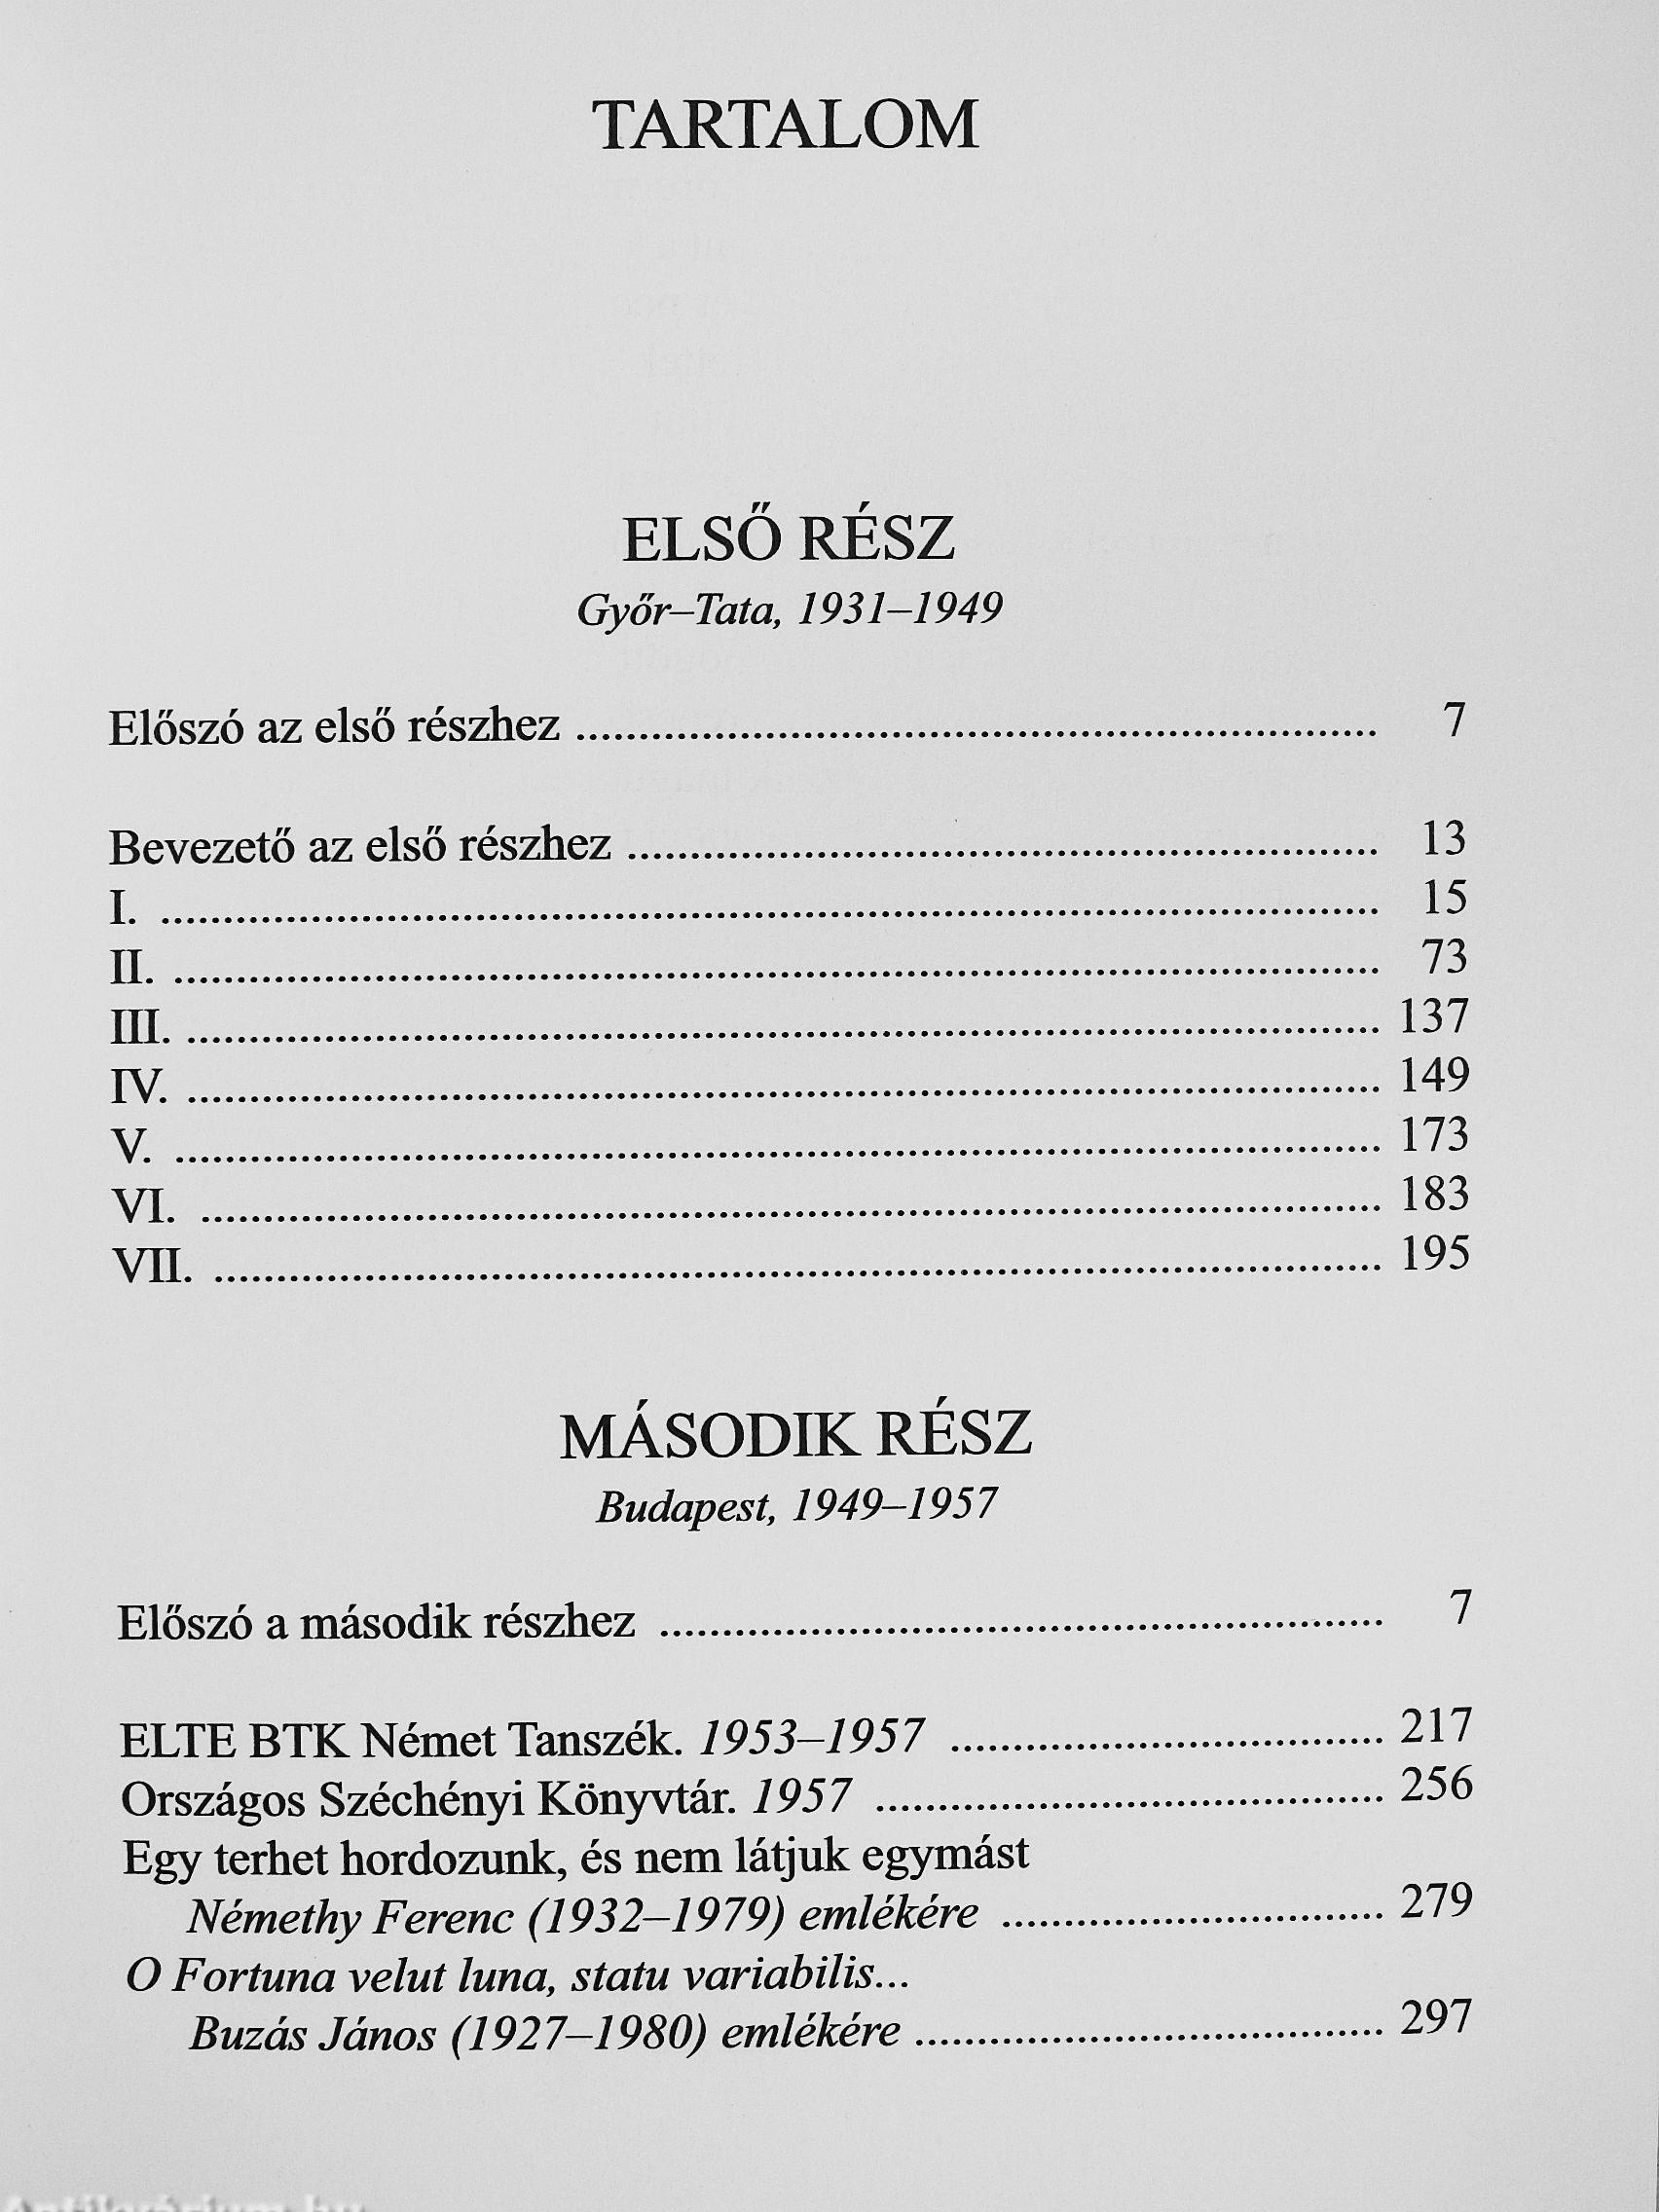 TARTALOM
ELSŐ RÉSZ
Győr–Tata, 1931–1949
Előszó az első részhez ........ 7
Bevezető az első részhez ........ 13
I. ........ 15
II. ........ 73
III. ........ 137
IV. ........ 149
V. ........ 173
VI. ........ 183
VII. ........ 195
MÁSODIK RÉSZ
Budapest, 1949–1957
Előszó a második részhez ........ 7
ELTE BTK Német Tanszék. 1953–1957 ........ 217
Országos Széchényi Könyvtár. 1957 ........ 256
Egy terhet hordozunk, és nem látjuk egymást
Némethy Ferenc (1932–1979) emlékére ........ 279
O Fortuna velut luna, statu variabilis...
Buzás János (1927–1980) emlékére ........ 297